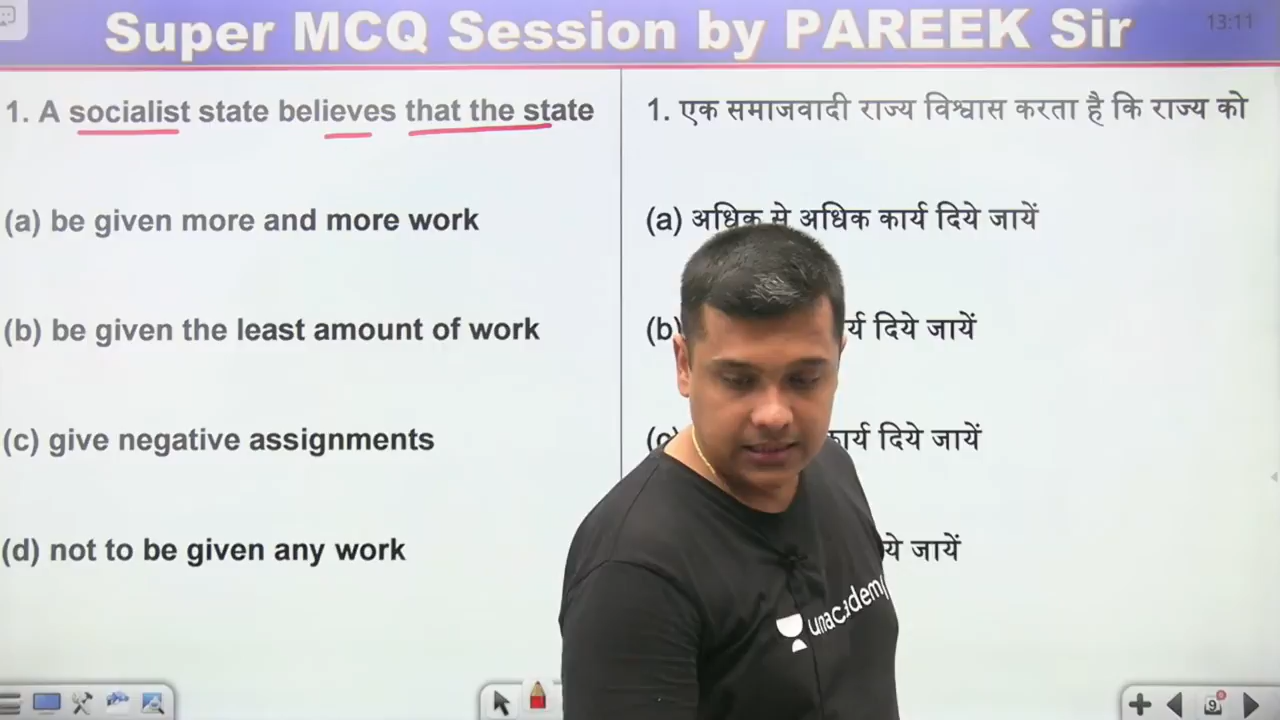 Super MCQ Session by PAREEK Sir
13:11
1. A socialist state believes that the state
(a) be given more and more work
(b) be given the least amount of work
(c) give negative assignments
(d) not to be given any work
1. एक समाजवादी राज्य विश्वास करता है कि राज्य को
(a) अधिक से अधिक कार्य दिये जायें
(b) दिये जायें
(c) कार्य दिये जायें
जायें
unacademy
9